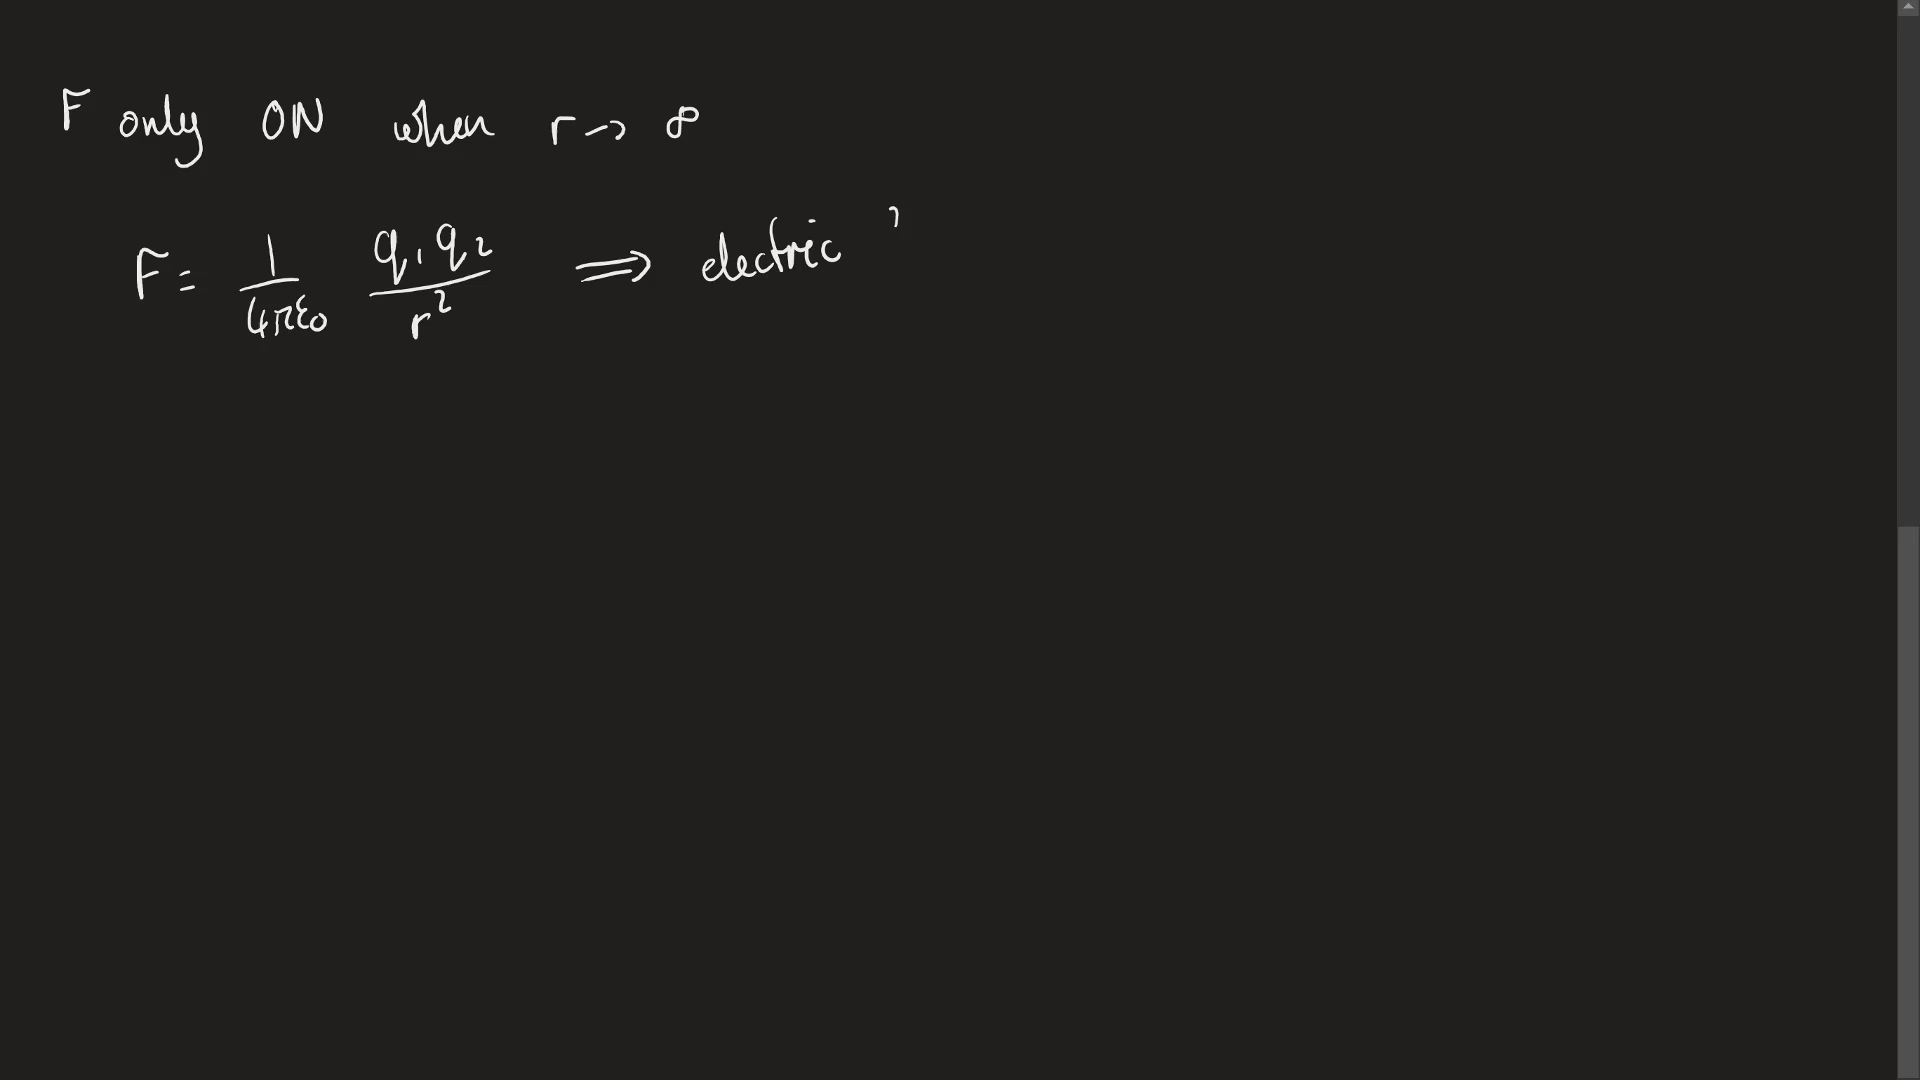 F only ON when r → ∞
F = 1/4πε0 q1q2/r² ⟹ electric